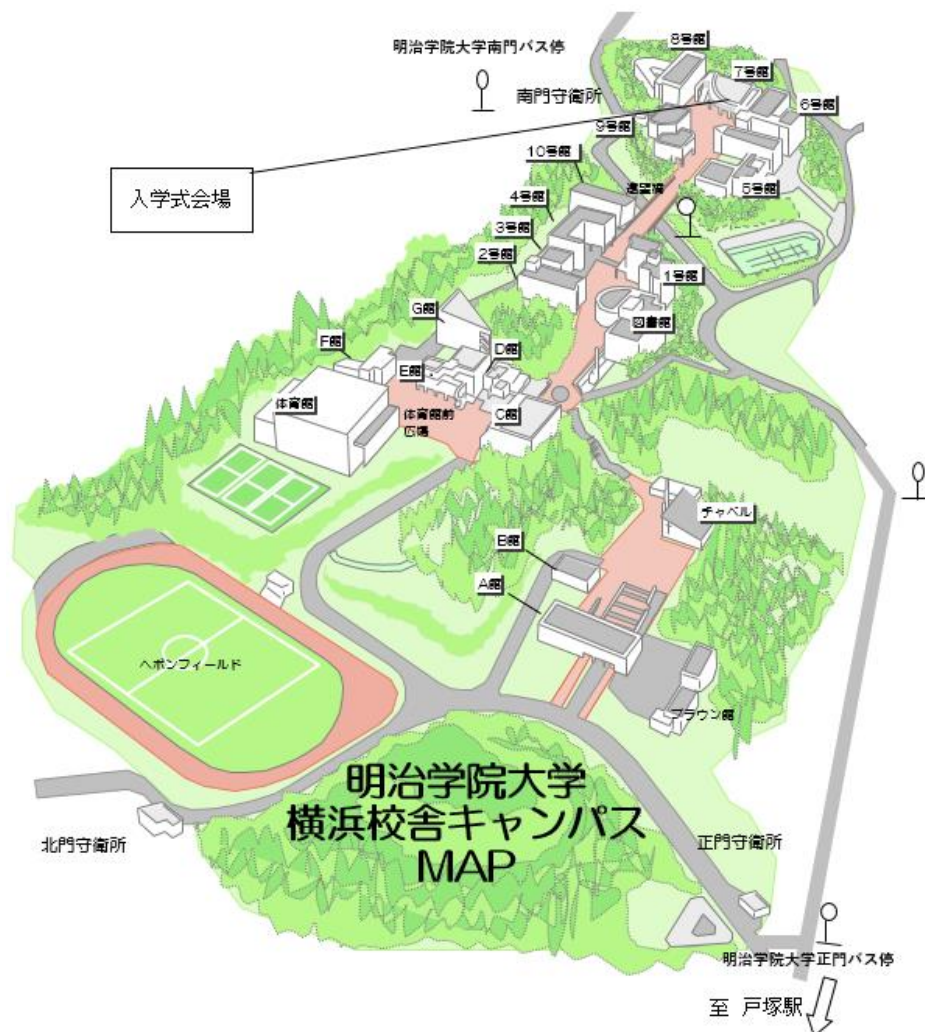 8号館
明治学院大学南門バス停
7号館
南門守衛所
6号館
9号館
10号館
入学式会場
遠望橋
5号館
4号館
3号館
2号館
1号館
G館
図書館
F館
D館
E館
体育館
体育館前
広場
C館
チャペル
B館
A館
ヘボンフィールド
ブラウン館
明治学院大学
横浜校舎キャンパス
MAP
北門守衛所
正門守衛所
明治学院大学正門バス停
至 戸塚駅